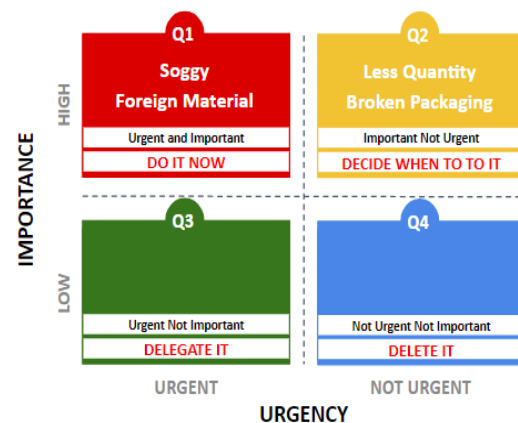 Q1
Soggy
Foreign Material
Urgent and Important
DO IT NOW
Q2
Less Quantity
Broken Packaging
Important Not Urgent
DECIDE WHEN TO TO IT
Q3
Urgent Not Important
DELEGATE IT
Q4
Not Urgent Not Important
DELETE IT
IMPORTANCE
HIGH
LOW
URGENT
NOT URGENT
URGENCY